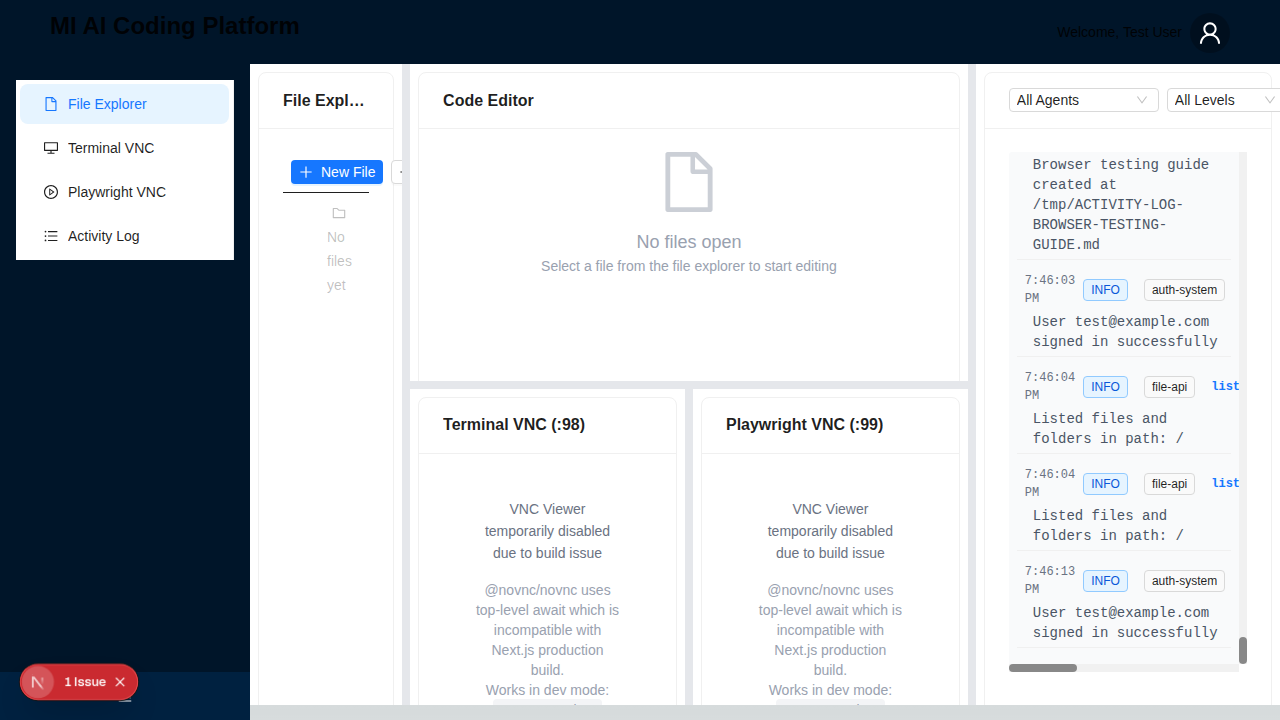 MI AI Coding Platform
Welcome, Test User
File Explorer
Terminal VNC
Playwright VNC
Activity Log
1 Issue
File Expl…
New File
No
files
yet
Code Editor
No files open
Select a file from the file explorer to start editing
Terminal VNC (:98)
VNC Viewer
temporarily disabled
due to build issue
@novnc/novnc uses
top-level await which is
incompatible with
Next.js production
build.
Works in dev mode:
Playwright VNC (:99)
VNC Viewer
temporarily disabled
due to build issue
@novnc/novnc uses
top-level await which is
incompatible with
Next.js production
build.
Works in dev mode:
All Agents
All Levels
Browser testing guide
created at
/tmp/ACTIVITY-LOG-
BROWSER-TESTING-
GUIDE.md
7:46:03
PM
INFO
auth-system
User test@example.com
signed in successfully
7:46:04
PM
INFO
file-api
list
Listed files and
folders in path: /
7:46:04
PM
INFO
file-api
list
Listed files and
folders in path: /
7:46:13
PM
INFO
auth-system
User test@example.com
signed in successfully